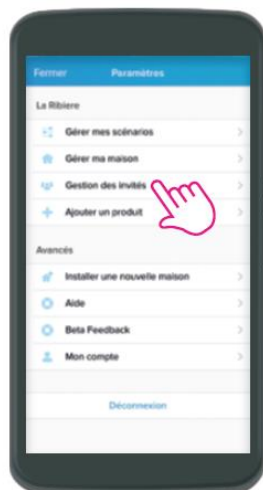 Fermer Paramètres
La Ribiere
Gérer mes scénarios
Gérer ma maison
Gestion des invités
Ajouter un produit
Avancés
Installer une nouvelle maison
Aide
Beta Feedback
Mon compte
Déconnexion